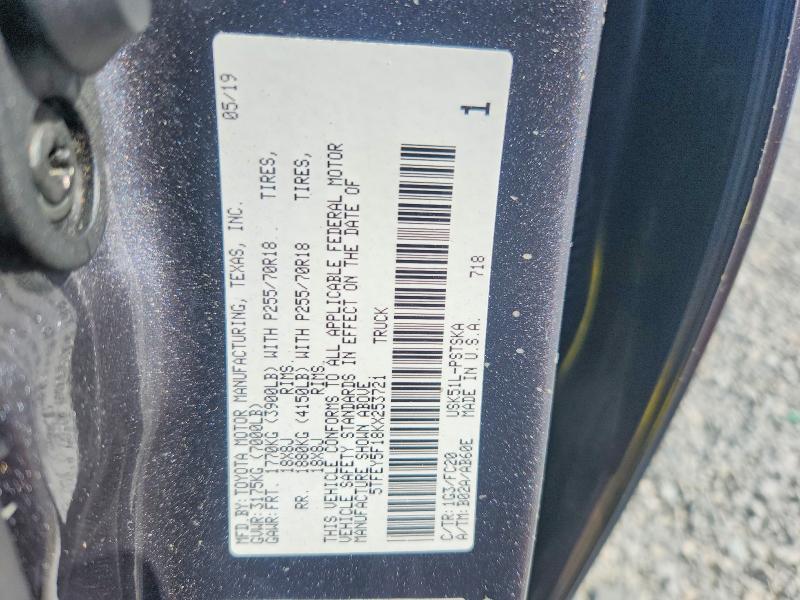 MFD.BY: TOYOTA MOTOR MANUFACTURING, TEXAS, INC. 05/19
GVWR: 3175KG (7000LB)
GAWR: FRT. 1770KG (3900LB) WITH P255/70R18 TIRES,
18X8J RIMS,
RR. 1880KG (4150LB) WITH P255/70R18 TIRES,
18X8J RIMS.
THIS VEHICLE CONFORMS TO ALL APPLICABLE FEDERAL MOTOR
VEHICLE SAFETY STANDARDS IN EFFECT ON THE DATE OF
MANUFACTURE SHOWN ABOVE
5TFEY5F18KX253721 TRUCK
C/TR: 1G3/FC20 USK51L-PSTSKA 718
A/TM: B02A/AB60E MADE IN U.S.A. 1